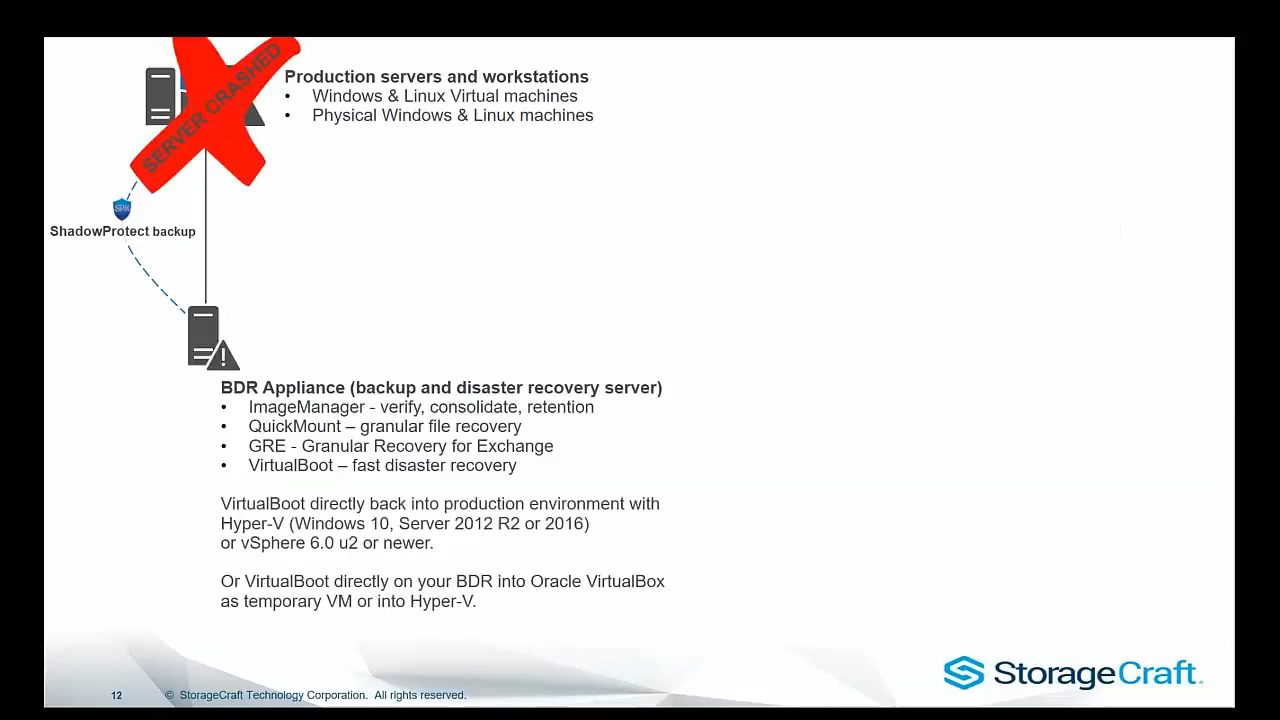 SERVER CRASHED
Production servers and workstations
• Windows & Linux Virtual machines
• Physical Windows & Linux machines
SPX
ShadowProtect backup
BDR Appliance (backup and disaster recovery server)
• ImageManager - verify, consolidate, retention
• QuickMount – granular file recovery
• GRE - Granular Recovery for Exchange
• VirtualBoot – fast disaster recovery
VirtualBoot directly back into production environment with
Hyper-V (Windows 10, Server 2012 R2 or 2016)
or vSphere 6.0 u2 or newer.
Or VirtualBoot directly on your BDR into Oracle VirtualBox
as temporary VM or into Hyper-V.
StorageCraft
12 © StorageCraft Technology Corporation. All rights reserved.